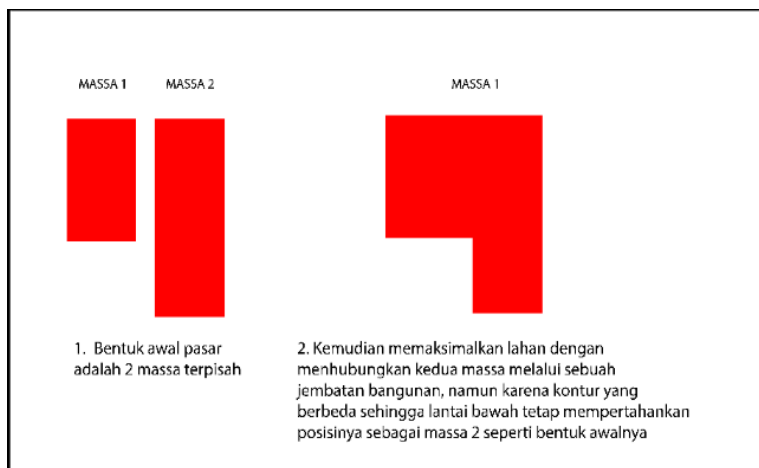 MASSA 1
MASSA 2
MASSA 1
1. Bentuk awal pasar
adalah 2 massa terpisah
2. Kemudian memaksimalkan lahan dengan
menhubungkan kedua massa melalui sebuah
jembatan bangunan, namun karena kontur yang
berbeda sehingga lantai bawah tetap mempertahankan
posisinya sebagai massa 2 seperti bentuk awalnya